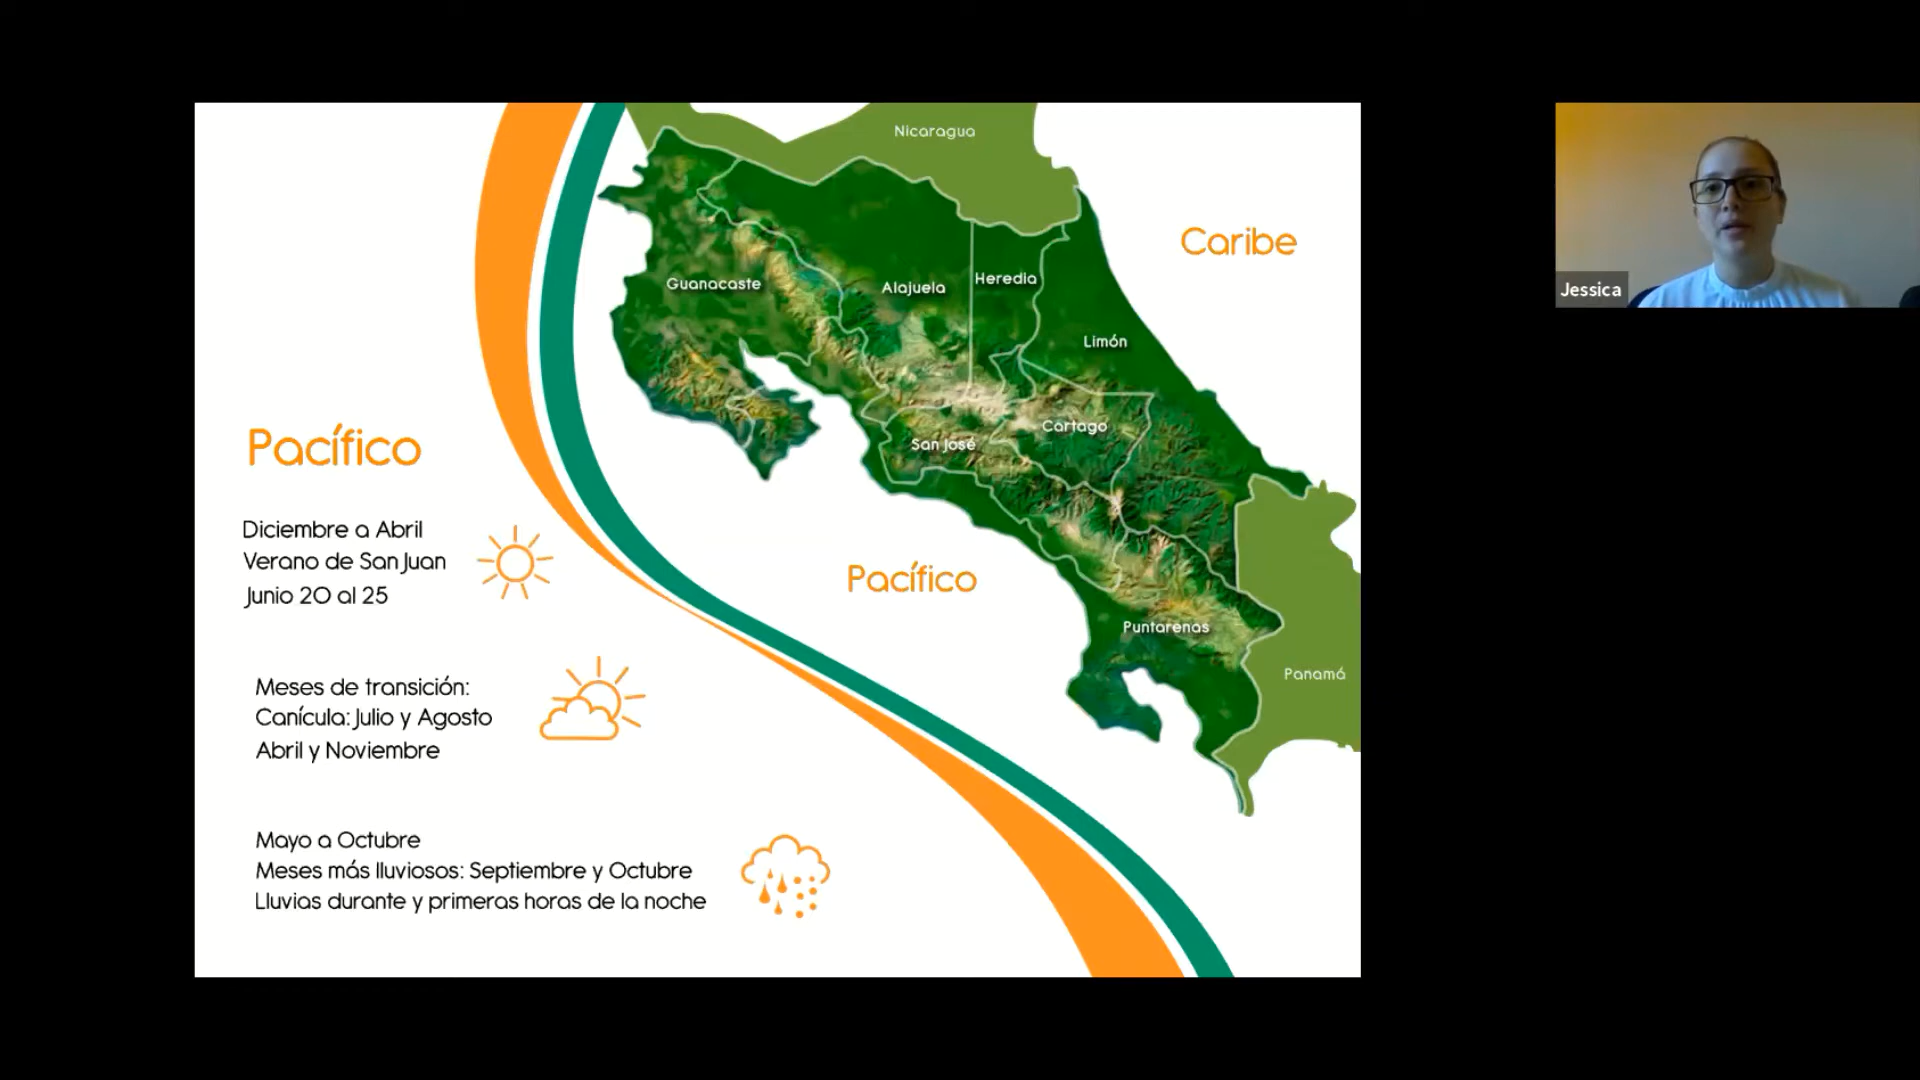 Nicaragua
Caribe
Guanacaste
Alajuela
Heredia
Limón
Cartago
San José
Pacífico
Puntarenas
Panamá
Pacífico
Diciembre a Abril
Verano de San Juan
Junio 20 al 25
Meses de transición:
Canícula: Julio y Agosto
Abril y Noviembre
Mayo a Octubre
Meses más lluviosos: Septiembre y Octubre
Lluvias durante y primeras horas de la noche
Jessica